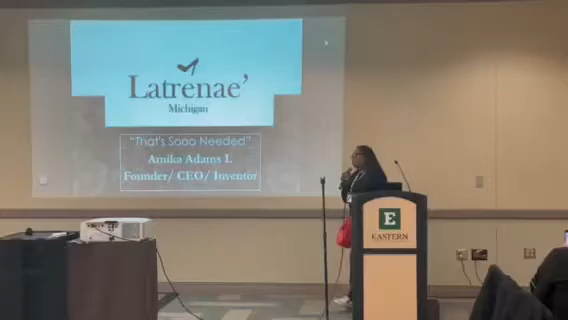 Latrenae’
Michigan
“That's Sooo Needed”
Amika Adams I.
Founder/ CEO/ Inventor
E
EASTERN